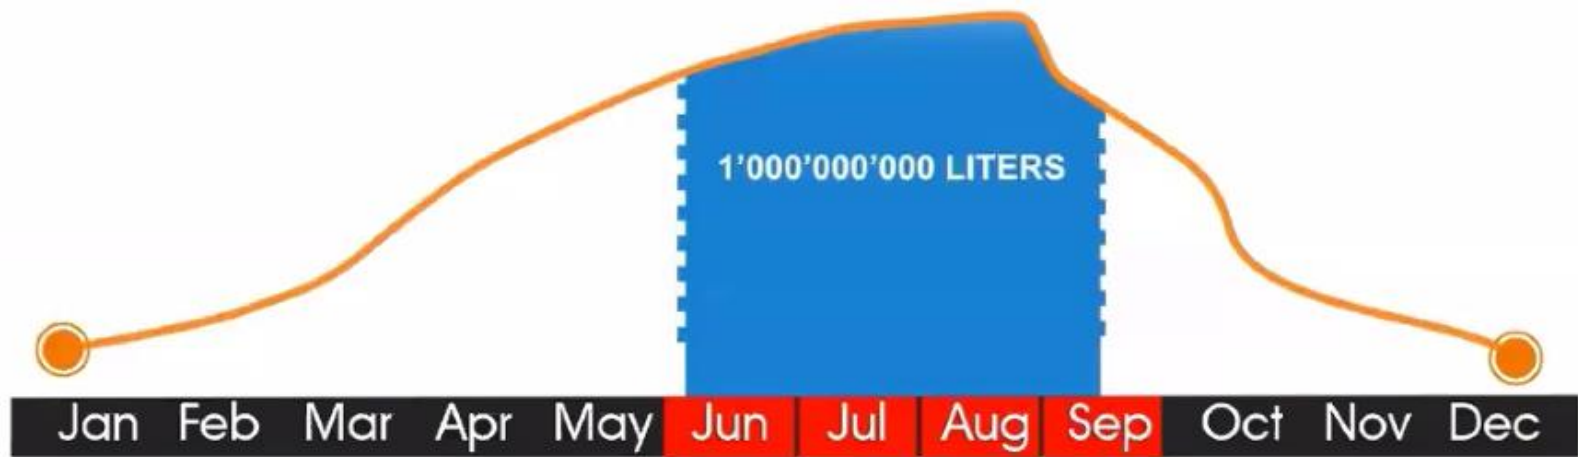 1'000'000'000 LITERS
Jan Feb Mar Apr May Jun Jul Aug Sep Oct Nov Dec